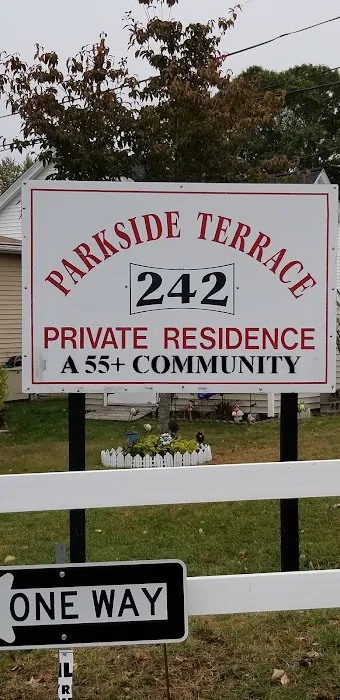 PARKSIDE TERRACE
242
PRIVATE RESIDENCE
A 55+ COMMUNITY
ONE WAY